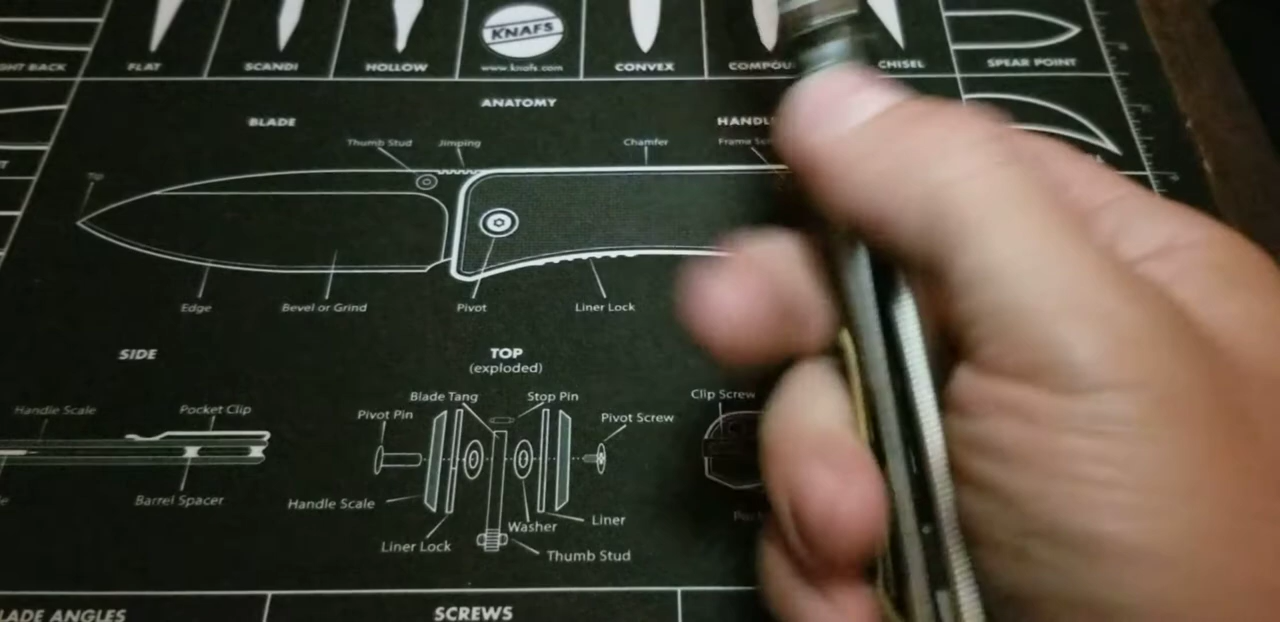 FLAT
SCANDI
HOLLOW
KNAFS
www.knafs.com
CONVEX
CHISEL
SPEAR POINT
ANATOMY
BLADE
Thumb Stud
Jimping
Chamfer
Tip
Edge
Bevel or Grind
Pivot
Liner Lock
SIDE
TOP
(exploded)
Handle Scale
Pocket Clip
Barrel Spacer
Blade Tang
Stop Pin
Pivot Pin
Pivot Screw
Handle Scale
Washer
Liner
Liner Lock
Thumb Stud
Clip Screw
SCREWS